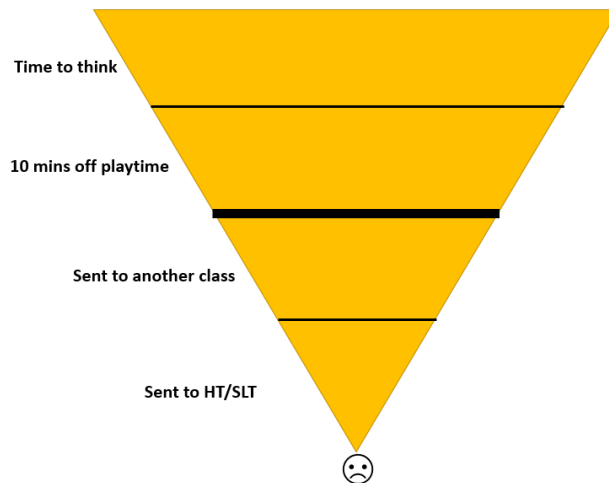 Time to think
10 mins off playtime
Sent to another class
Sent to HT/SLT